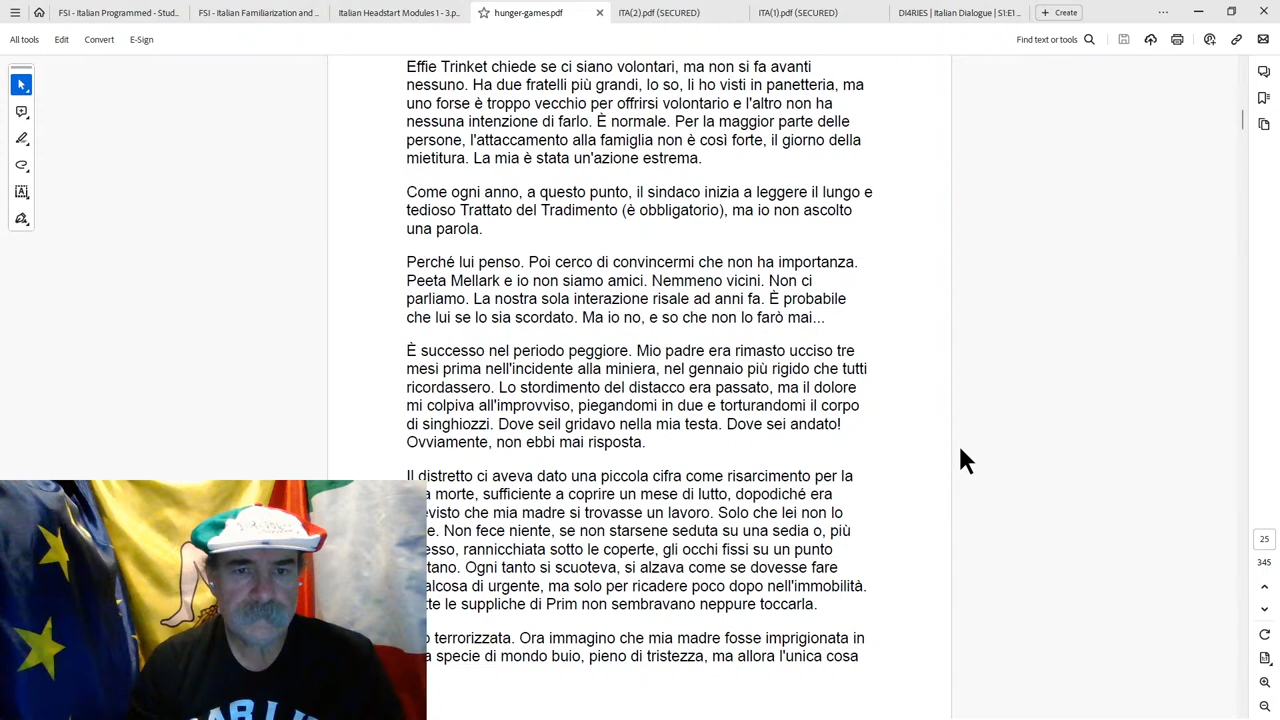 FSI - Italian Programmed - Stud...
FSI - Italian Familiarization and ...
Italian Headstart Modules 1 - 3.p...
hunger-games.pdf
ITA(2).pdf (SECURED)
ITA(1).pdf (SECURED)
DI4RIES | Italian Dialogue | S1:E1 ...
Create
All tools
Edit
Convert
E-Sign
Find text or tools
Effie Trinket chiede se ci siano volontari, ma non si fa avanti
nessuno. Ha due fratelli più grandi, lo so, li ho visti in panetteria, ma
uno forse è troppo vecchio per offrirsi volontario e l'altro non ha
nessuna intenzione di farlo. È normale. Per la maggior parte delle
persone, l'attaccamento alla famiglia non è così forte, il giorno della
mietitura. La mia è stata un'azione estrema.
Come ogni anno, a questo punto, il sindaco inizia a leggere il lungo e
tedioso Trattato del Tradimento (è obbligatorio), ma io non ascolto
una parola.
Perché lui penso. Poi cerco di convincermi che non ha importanza.
Peeta Mellark e io non siamo amici. Nemmeno vicini. Non ci
parliamo. La nostra sola interazione risale ad anni fa. È probabile
che lui se lo sia scordato. Ma io no, e so che non lo farò mai...
È successo nel periodo peggiore. Mio padre era rimasto ucciso tre
mesi prima nell'incidente alla miniera, nel gennaio più rigido che tutti
ricordassero. Lo stordimento del distacco era passato, ma il dolore
mi colpiva all'improvviso, piegandomi in due e torturandomi il corpo
di singhiozzi. Dove seil gridavo nella mia testa. Dove sei andato!
Ovviamente, non ebbi mai risposta.
Il distretto ci aveva dato una piccola cifra come risarcimento per la
morte, sufficiente a coprire un mese di lutto, dopodiché era
evisto che mia madre si trovasse un lavoro. Solo che lei non lo
e. Non fece niente, se non starsene seduta su una sedia o, più
esso, rannicchiata sotto le coperte, gli occhi fissi su un punto
tano. Ogni tanto si scuoteva, si alzava come se dovesse fare
alcosa di urgente, ma solo per ricadere poco dopo nell'immobilità.
te le suppliche di Prim non sembravano neppure toccarla.
o terrorizzata. Ora immagino che mia madre fosse imprigionata in
a specie di mondo buio, pieno di tristezza, ma allora l'unica cosa
25
345